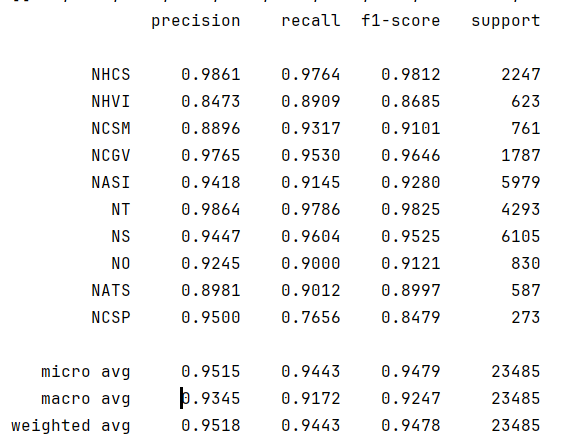 precision recall f1-score support
NHCS 0.9861 0.9764 0.9812 2247
NHVI 0.8473 0.8909 0.8685 623
NCSM 0.8896 0.9317 0.9101 761
NCGV 0.9765 0.9530 0.9646 1787
NASI 0.9418 0.9145 0.9280 5979
NT 0.9864 0.9786 0.9825 4293
NS 0.9447 0.9604 0.9525 6105
NO 0.9245 0.9000 0.9121 830
NATS 0.8981 0.9012 0.8997 587
NCSP 0.9500 0.7656 0.8479 273
micro avg 0.9515 0.9443 0.9479 23485
macro avg 0.9345 0.9172 0.9247 23485
weighted avg 0.9518 0.9443 0.9478 23485